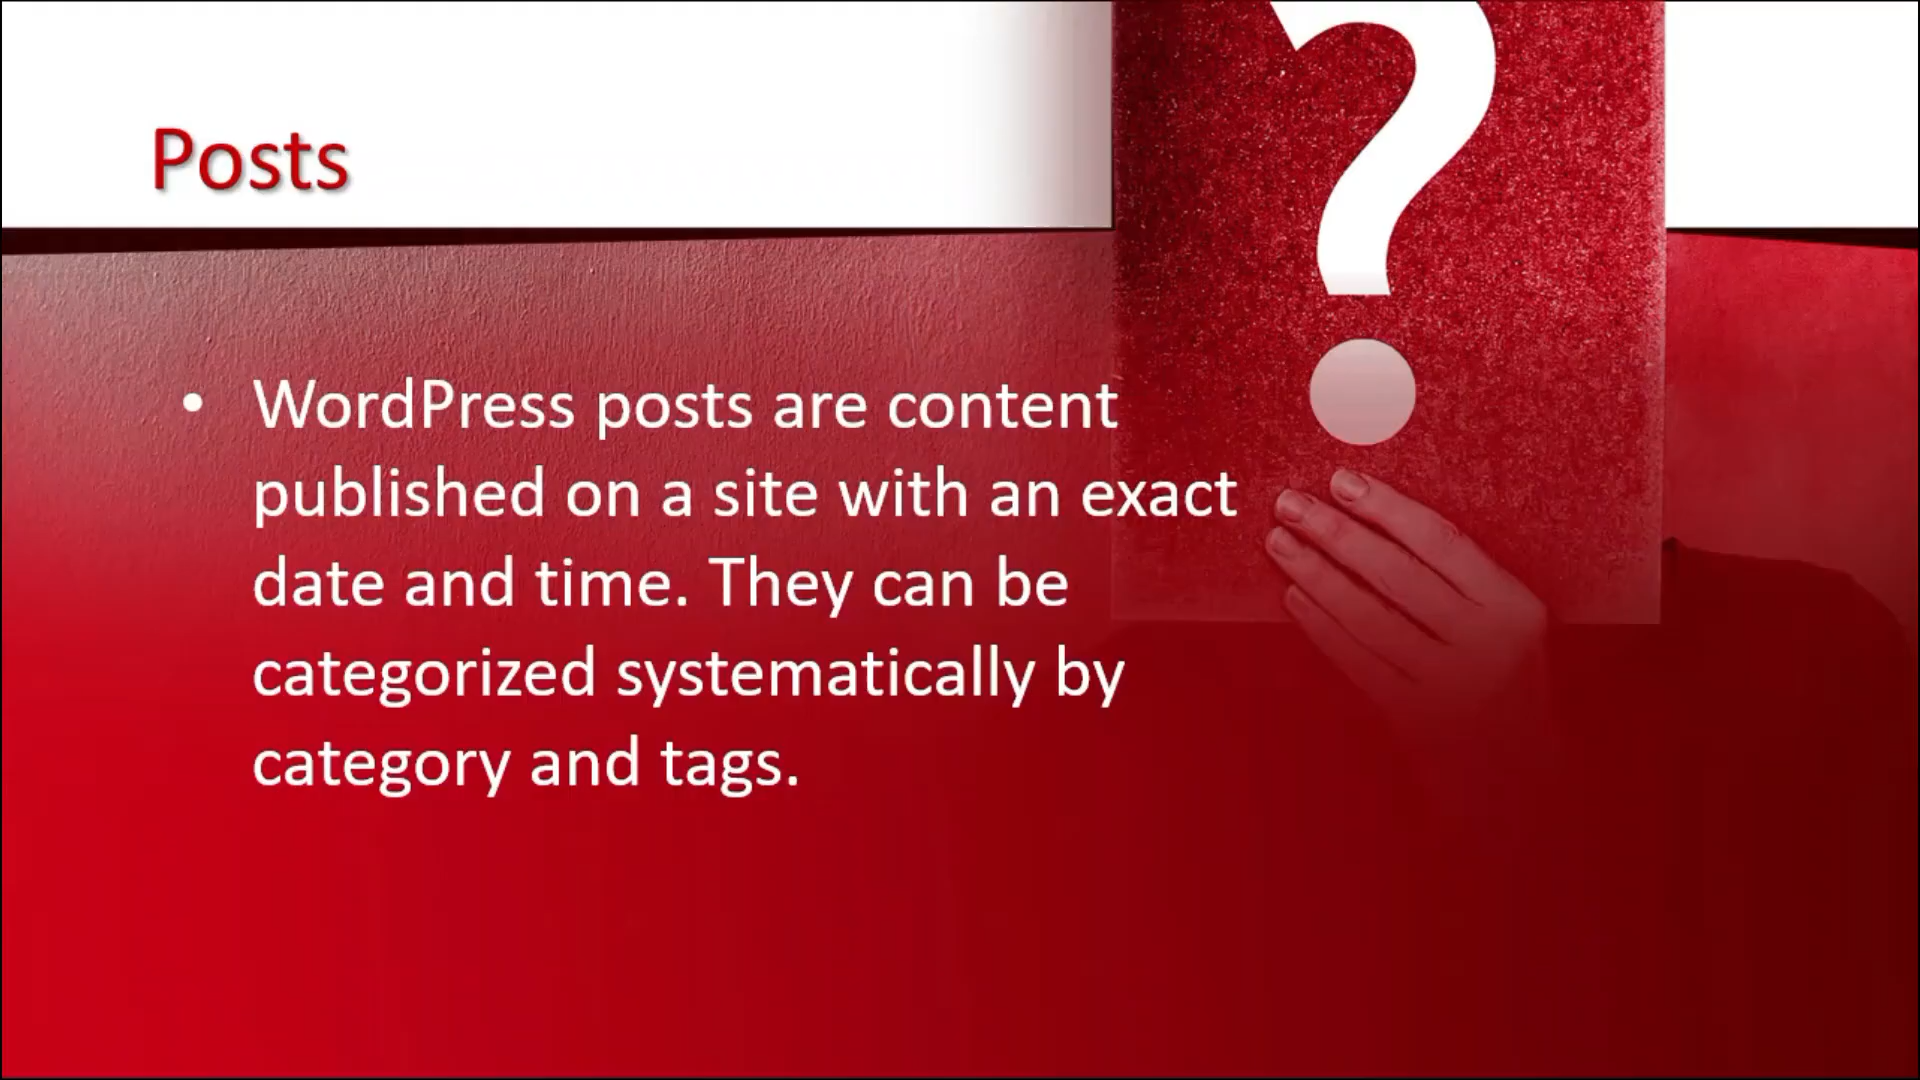 Posts
• WordPress posts are content
published on a site with an exact
date and time. They can be
categorized systematically by
category and tags.
?